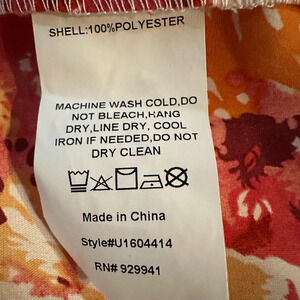 SHELL:100%POLYESTER
MACHINE WASH COLD,DO
NOT BLEACH,HANG
DRY,LINE DRY, COOL
IRON IF NEEDED,DO NOT
DRY CLEAN
Made in China
Style#U1604414
RN# 929941